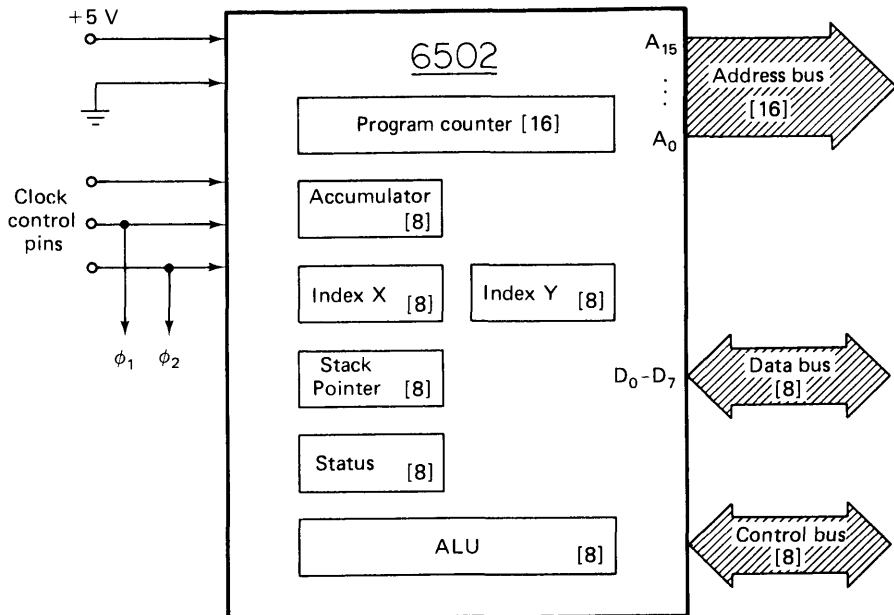 +5 V
6502
A15
Address bus
[16]
A0
Program counter [16]
Clock
control
pins
Accumulator
[8]
Index X [8]
Index Y [8]
ϕ1
ϕ2
Stack
Pointer [8]
D0-D7
Data bus
[8]
Status [8]
ALU [8]
Control bus
[8]